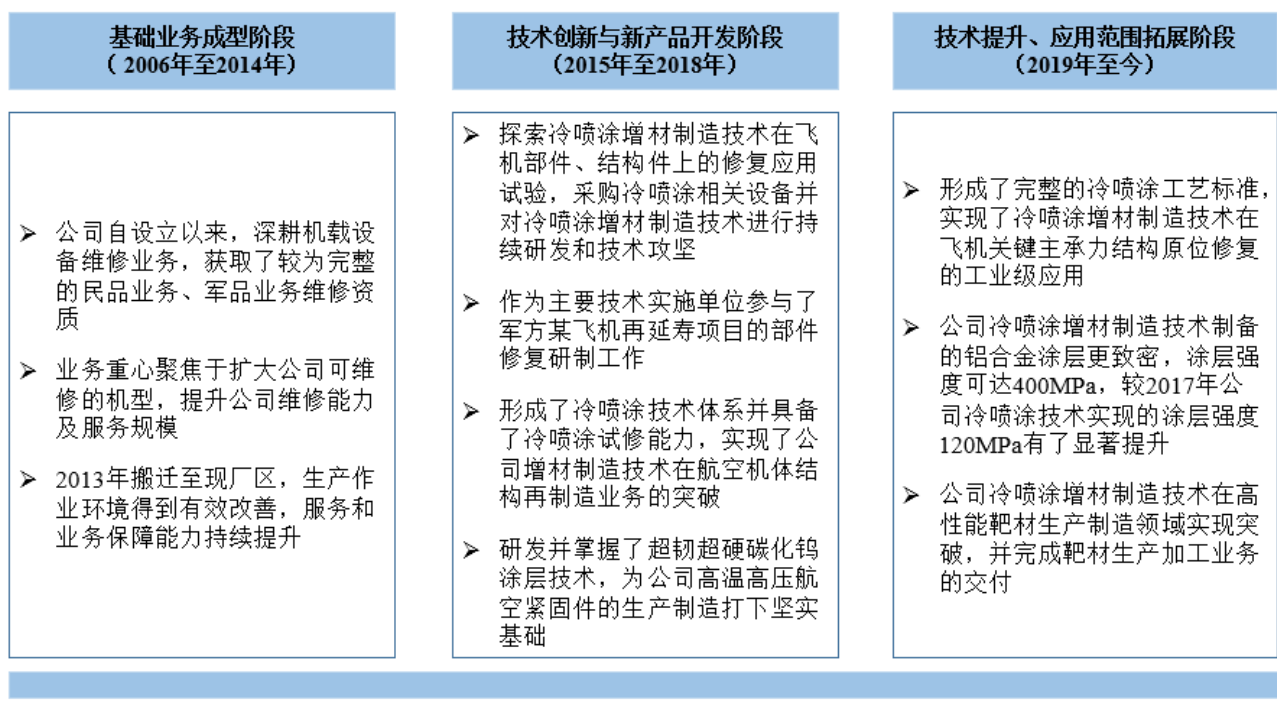 基础业务成型阶段
（ 2006年至2014年）
公司自设立以来，深耕机载设
备维修业务，获取了较为完整
的民品业务、军品业务维修资
质
业务重心聚焦于扩大公司可维
修的机型，提升公司维修能力
及服务规模
2013年搬迁至现厂区，生产作
业环境得到有效改善，服务和
业务保障能力持续提升
技术创新与新产品开发阶段
（2015年至2018年）
探索冷喷涂增材制造技术在飞
机部件、结构件上的修复应用
试验，采购冷喷涂相关设备并
对冷喷涂增材制造技术进行持
续研发和技术攻坚
作为主要技术实施单位参与了
军方某飞机再延寿项目的部件
修复研制工作
形成了冷喷涂技术体系并具备
了冷喷涂试修能力，实现了公
司增材制造技术在航空机体结
构再制造业务的突破
研发并掌握了超韧超硬碳化钨
涂层技术，为公司高温高压航
空紧固件的生产制造打下坚实
基础
技术提升、应用范围拓展阶段
（2019年至今）
形成了完整的冷喷涂工艺标准，
实现了冷喷涂增材制造技术在
飞机关键主承力结构原位修复
的工业级应用
公司冷喷涂增材制造技术制备
的铝合金涂层更致密，涂层强
度可达400MPa，较2017年公
司冷喷涂技术实现的涂层强度
120MPa有了显著提升
公司冷喷涂增材制造技术在高
性能靶材生产制造领域实现突
破，并完成靶材生产加工业务
的交付